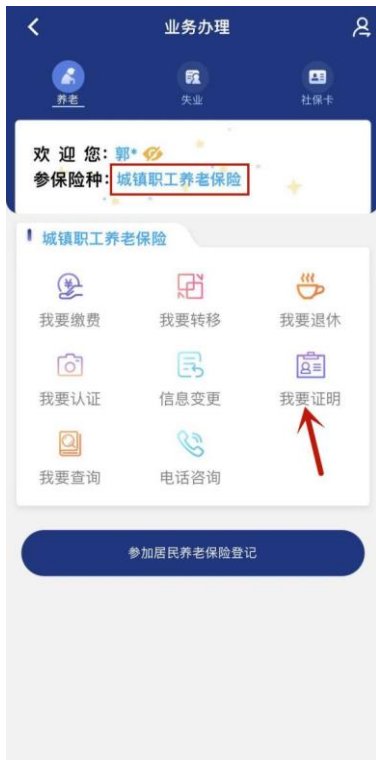 业务办理
养老 失业 社保卡
欢 迎 您: 郭*
参保险种: 城镇职工养老保险
城镇职工养老保险
我要缴费 我要转移 我要退休
我要认证 信息变更 我要证明
我要查询 电话咨询
参加居民养老保险登记